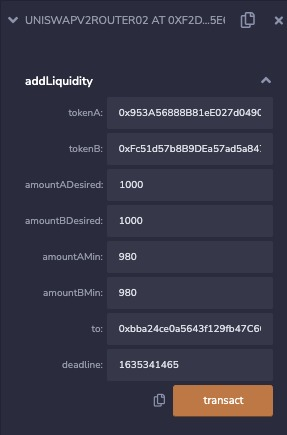 UNISWAPV2ROUTER02 AT 0XF2D...5E
addLiquidity
tokenA: 0x953A56888B81eE027d0490
tokenB: 0xFc51d57b8B9DEa57ad5a84
amountADesired: 1000
amountBDesired: 1000
amountAMin: 980
amountBMin: 980
to: 0xbba24ce0a5643f129fb47C6
deadline: 1635341465
transact